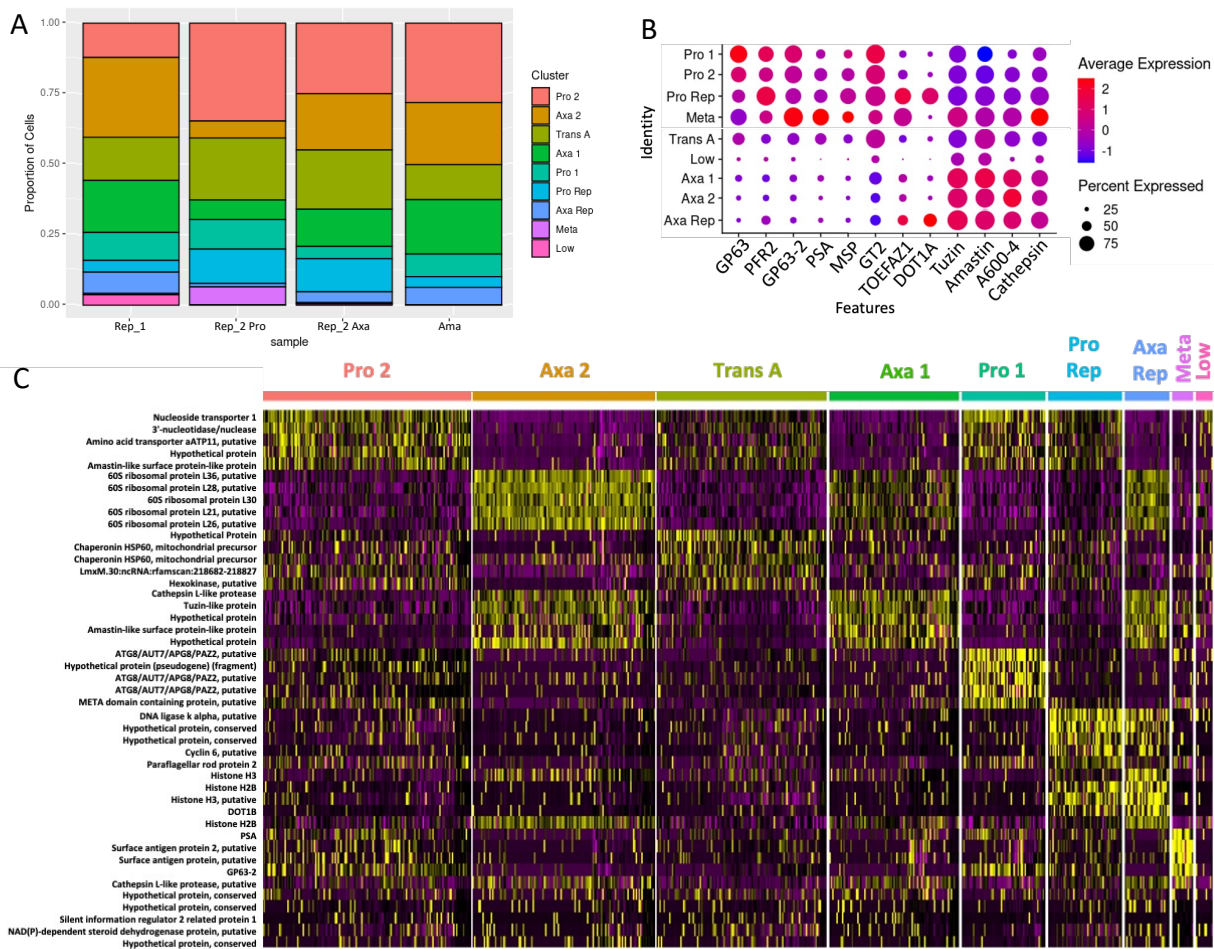 A
1.00
0.75
0.50
0.25
0.00
Proportion of Cells
Rep_1
Rep_2 Pro
Rep_2 Axa
Ama
sample
Cluster
Pro 2
Axa 2
Trans A
Axa 1
Pro 1
Pro Rep
Axa Rep
Meta
Low
B
Identity
Pro 1
Pro 2
Pro Rep
Meta
Trans A
Low
Axa 1
Axa 2
Axa Rep
GP63
PFR2
GP63-2
PSA
MSP
GT2
TOEFAZ1
DOT1A
Tuzin
Amastin
A600-4
Cathepsin
Features
Average Expression
2
1
0
-1
Percent Expressed
25
50
75
C
Pro 2
Axa 2
Trans A
Axa 1
Pro 1
Pro
Rep
Axa
Rep
Meta
Low
Nucleoside transporter 1
3'-nucleotidase/nuclease
Amino acid transporter aATP11, putative
Hypothetical protein
Amastin-like surface protein-like protein
60S ribosomal protein L36, putative
60S ribosomal protein L28, putative
60S ribosomal protein L30
60S ribosomal protein L21, putative
60S ribosomal protein L26, putative
Hypothetical Protein
Chaperonin HSP60, mitochondrial precursor
Chaperonin HSP60, mitochondrial precursor
LmxM.30:ncRNA:rfamscan:218682-218827
Hexokinase, putative
Cathepsin L-like protease
Tuzin-like protein
Hypothetical protein
Amastin-like surface protein-like protein
Hypothetical protein
ATG8/AUT7/APG8/PAZ2, putative
Hypothetical protein (pseudogene) (fragment)
ATG8/AUT7/APG8/PAZ2, putative
ATG8/AUT7/APG8/PAZ2, putative
META domain containing protein, putative
DNA ligase k alpha, putative
Hypothetical protein, conserved
Hypothetical protein, conserved
Cyclin 6, putative
Paraflagellar rod protein 2
Histone H3
Histone H2B
Histone H3, putative
DOT1B
Histone H2B
PSA
Surface antigen protein 2, putative
Surface antigen protein, putative
GP63-2
Cathepsin L-like protease, putative
Hypothetical protein, conserved
Hypothetical protein, conserved
Silent information regulator 2 related protein 1
NAD(P)-dependent steroid dehydrogenase protein, putative
Hypothetical protein, conserved